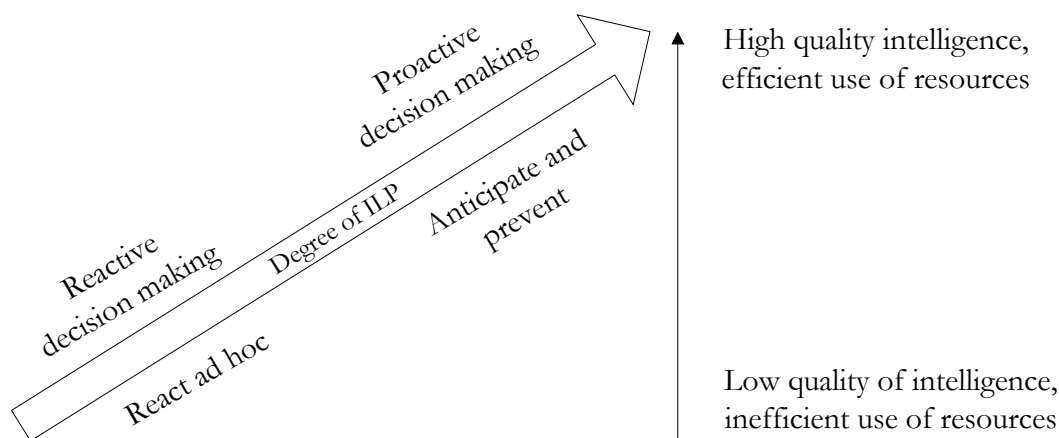 Proactive
decision making
High quality intelligence,
efficient use of resources
Reactive
decision making
Degree of ILP
Anticipate and
prevent
React ad hoc
Low quality of intelligence,
inefficient use of resources